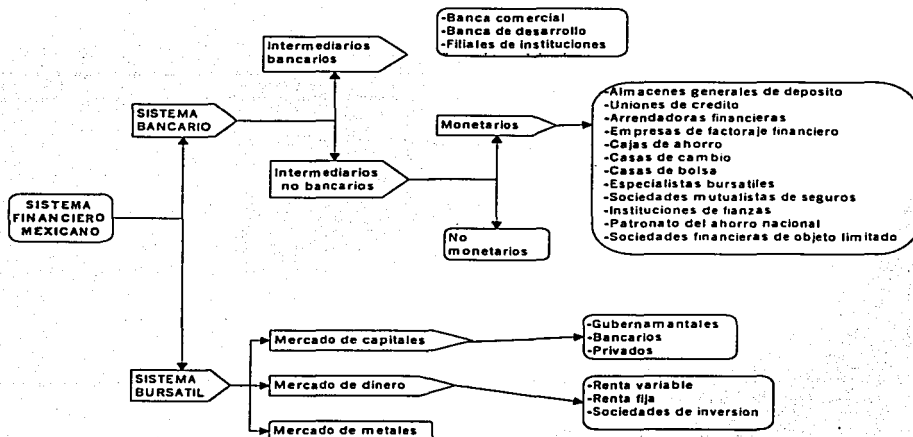 -Banca comercial
-Banca de desarrollo
-Filiales de instituciones
Intermediarios
bancarios
SISTEMA
BANCARIO
Monetarios
-Almacenes generales de deposito
-Uniones de credito
-Arrendadoras financieras
-Empresas de factoraje financiero
-Cajas de ahorro
-Casas de cambio
-Casas de bolsa
-Especialistas bursatiles
-Sociedades mutualistas de seguros
-Instituciones de fianzas
-Patronato del ahorro nacional
-Sociedades financieras de objeto limitado
Intermediarios
no bancarios
SISTEMA
FINANCIERO
MEXICANO
No
monetarios
Mercado de capitales
-Gubernamantales
-Bancarios
-Privados
SISTEMA
BURSATIL
Mercado de dinero
-Renta variable
-Renta fija
-Sociedades de inversion
Mercado de metales